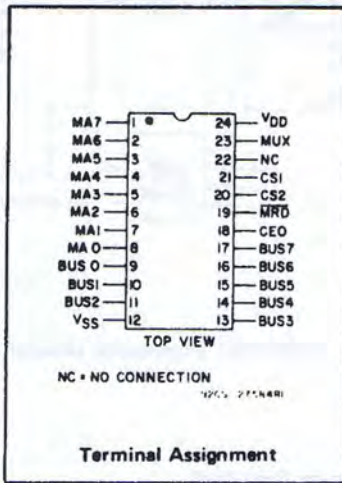 MA7 1 24 VDD
MA6 2 23 MUX
MA5 3 22 NC
MA4 4 21 CS1
MA3 5 20 CS2
MA2 6 19 MRD
MA1 7 18 CEO
MA0 8 17 BUS7
BUS 0 9 16 BUS6
BUS1 10 15 BUS5
BUS2 11 14 BUS4
VSS 12 13 BUS3
TOP VIEW
NC = NO CONNECTION
Terminal Assignment